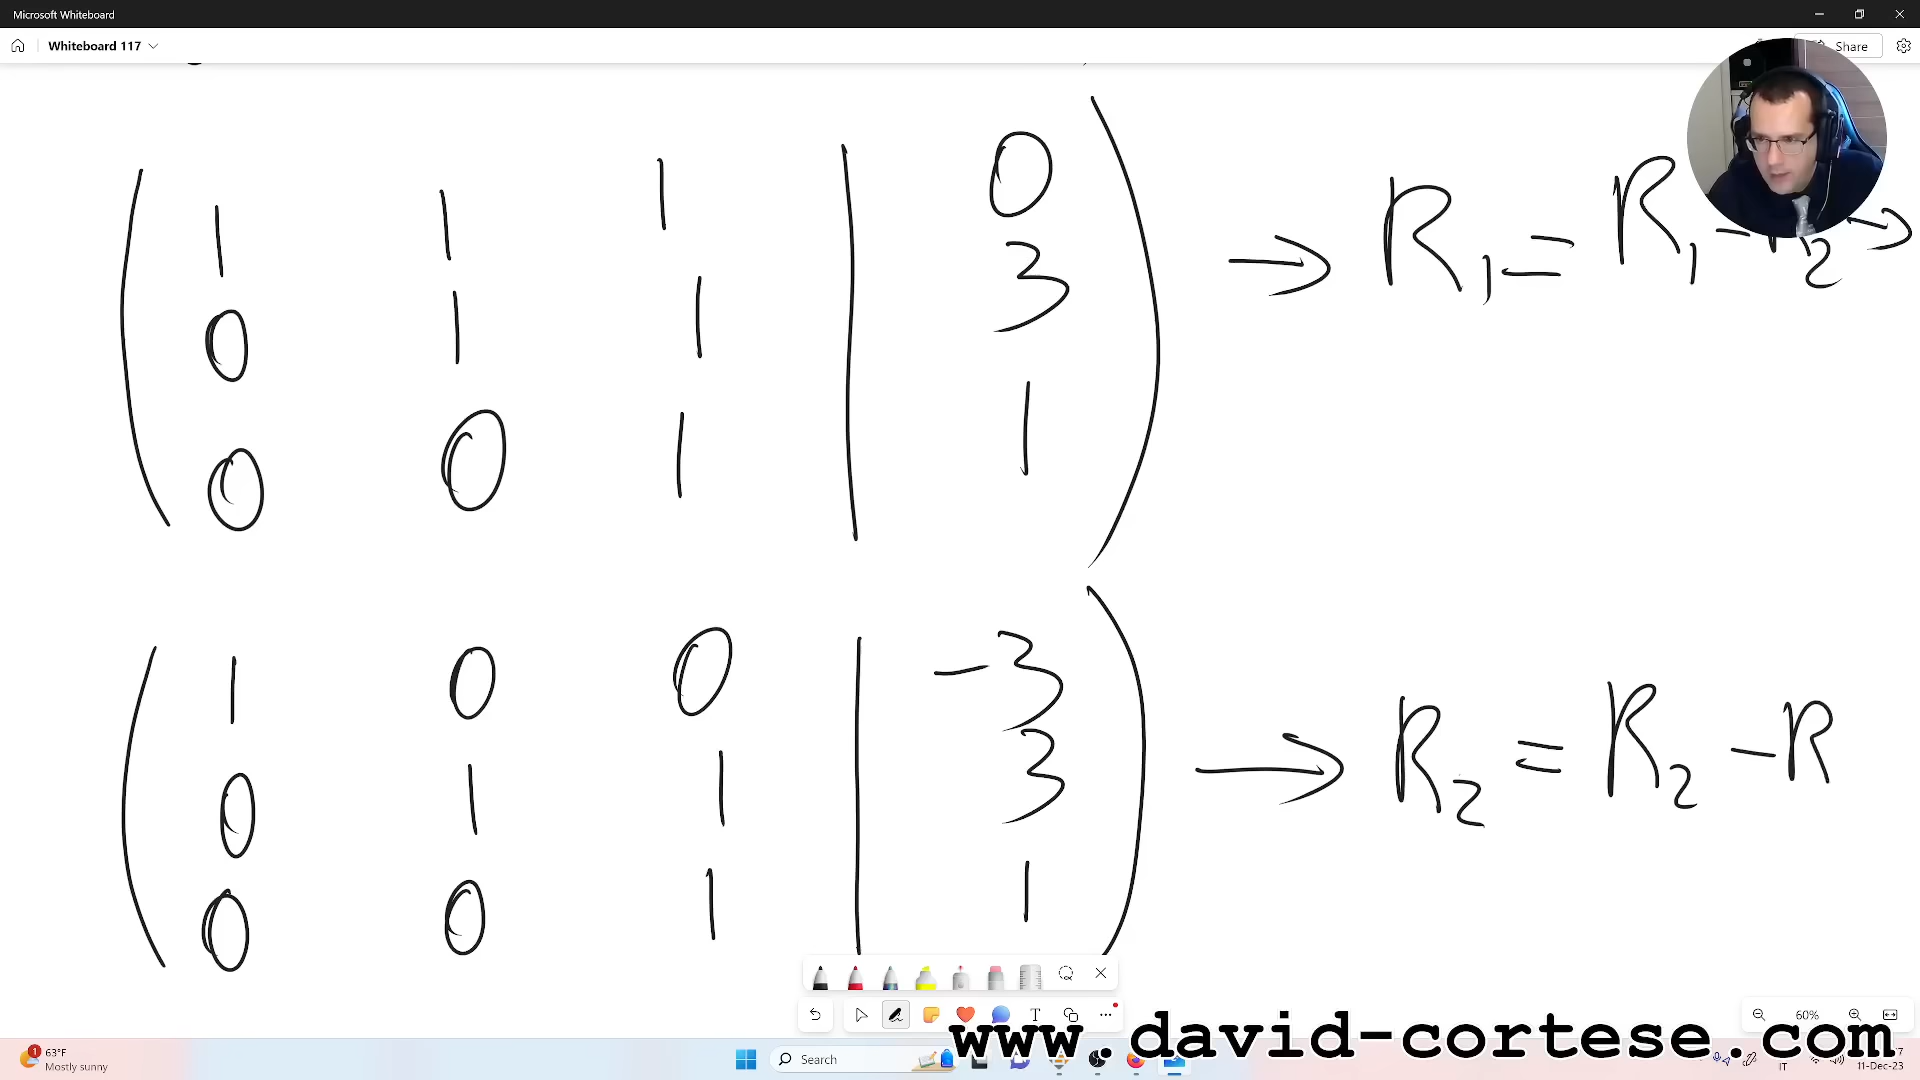 Microsoft Whiteboard
Whiteboard 117
Share
1 1 1 | 0
0 1 1 | 3
0 0 1 | 1
→ R₁ = R₁ - R₂ →
1 0 0 | -3
0 1 1 | 3
0 0 1 | 1
→ R₂ = R₂ - R
60%
www.david-cortese.com
1
63°F
Mostly sunny
Search
IT
11-Dec-23